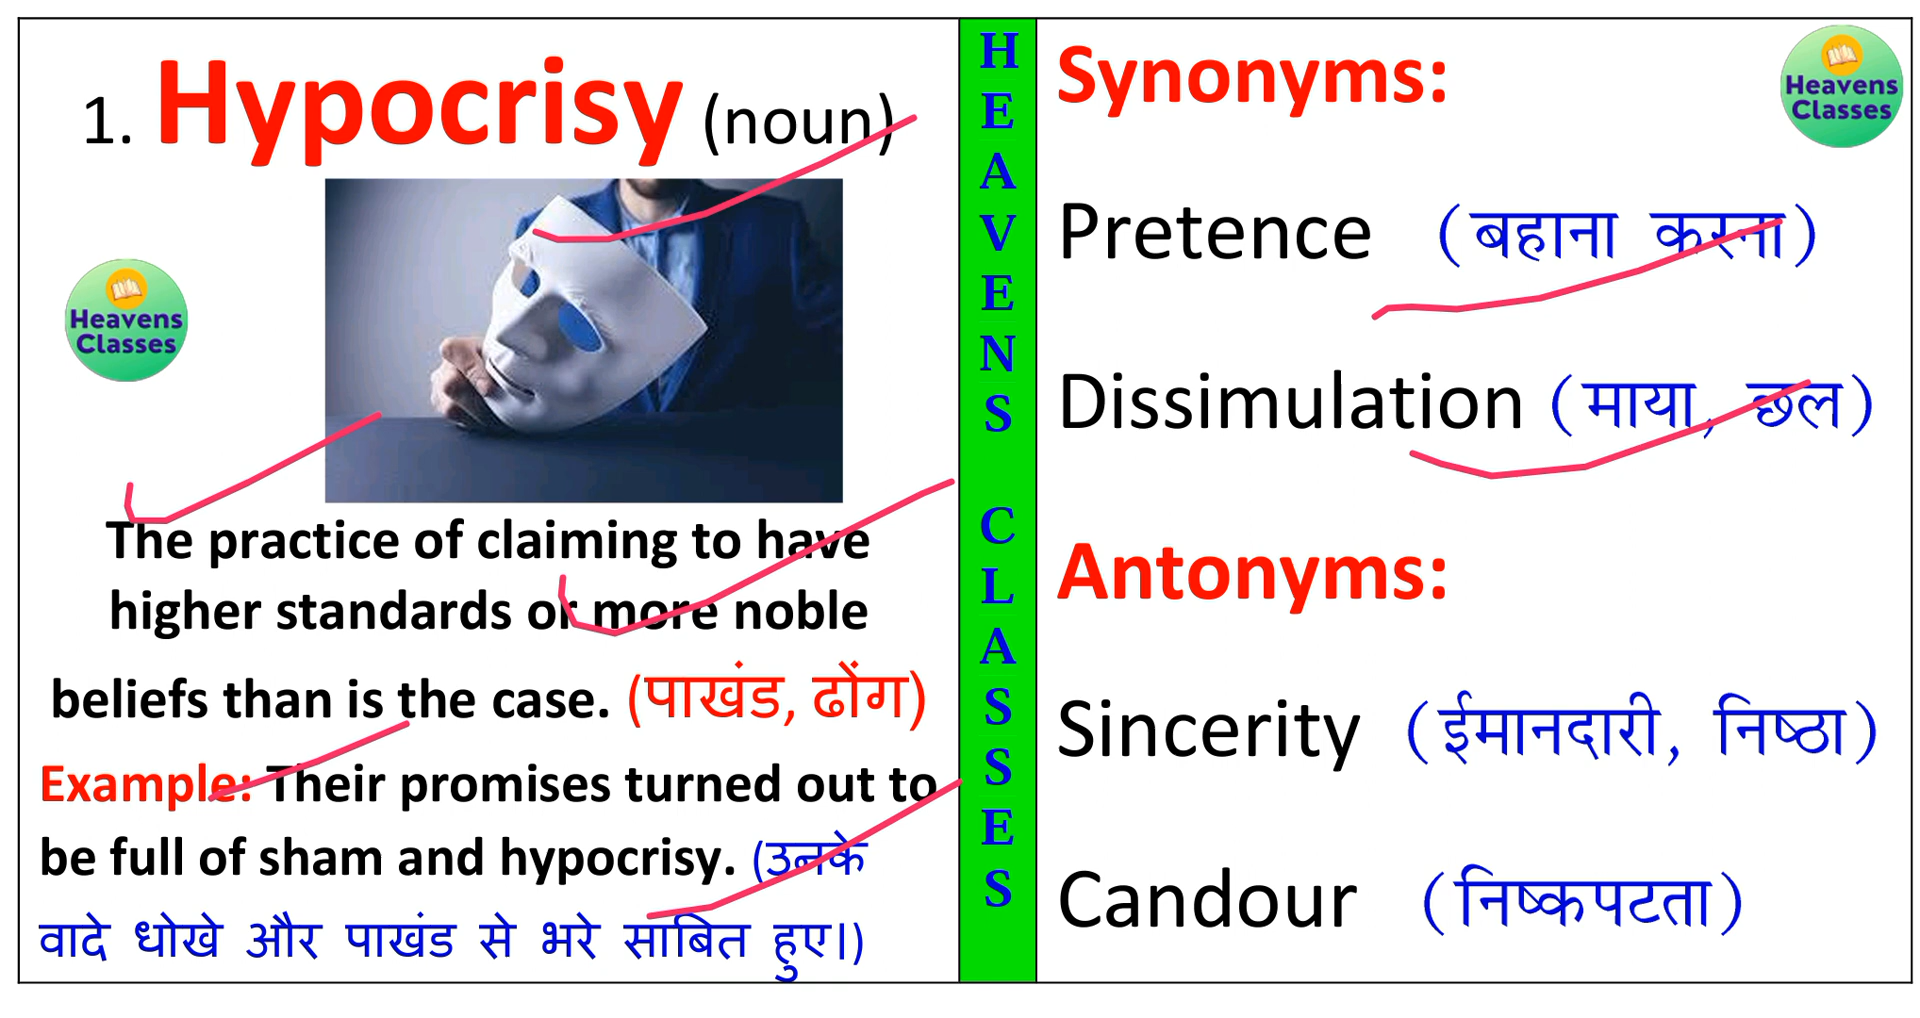 1. Hypocrisy (noun)
Heavens
Classes
The practice of claiming to have
higher standards or more noble
beliefs than is the case. (पाखंड, ढोंग)
Example: Their promises turned out to
be full of sham and hypocrisy. (उनके
वादे धोखे और पाखंड से भरे साबित हुए।)
HEAVENS CLASSES
Synonyms:
Heavens
Classes
Pretence (बहाना करना)
Dissimulation (माया, छल)
Antonyms:
Sincerity (ईमानदारी, निष्ठा)
Candour (निष्कपटता)